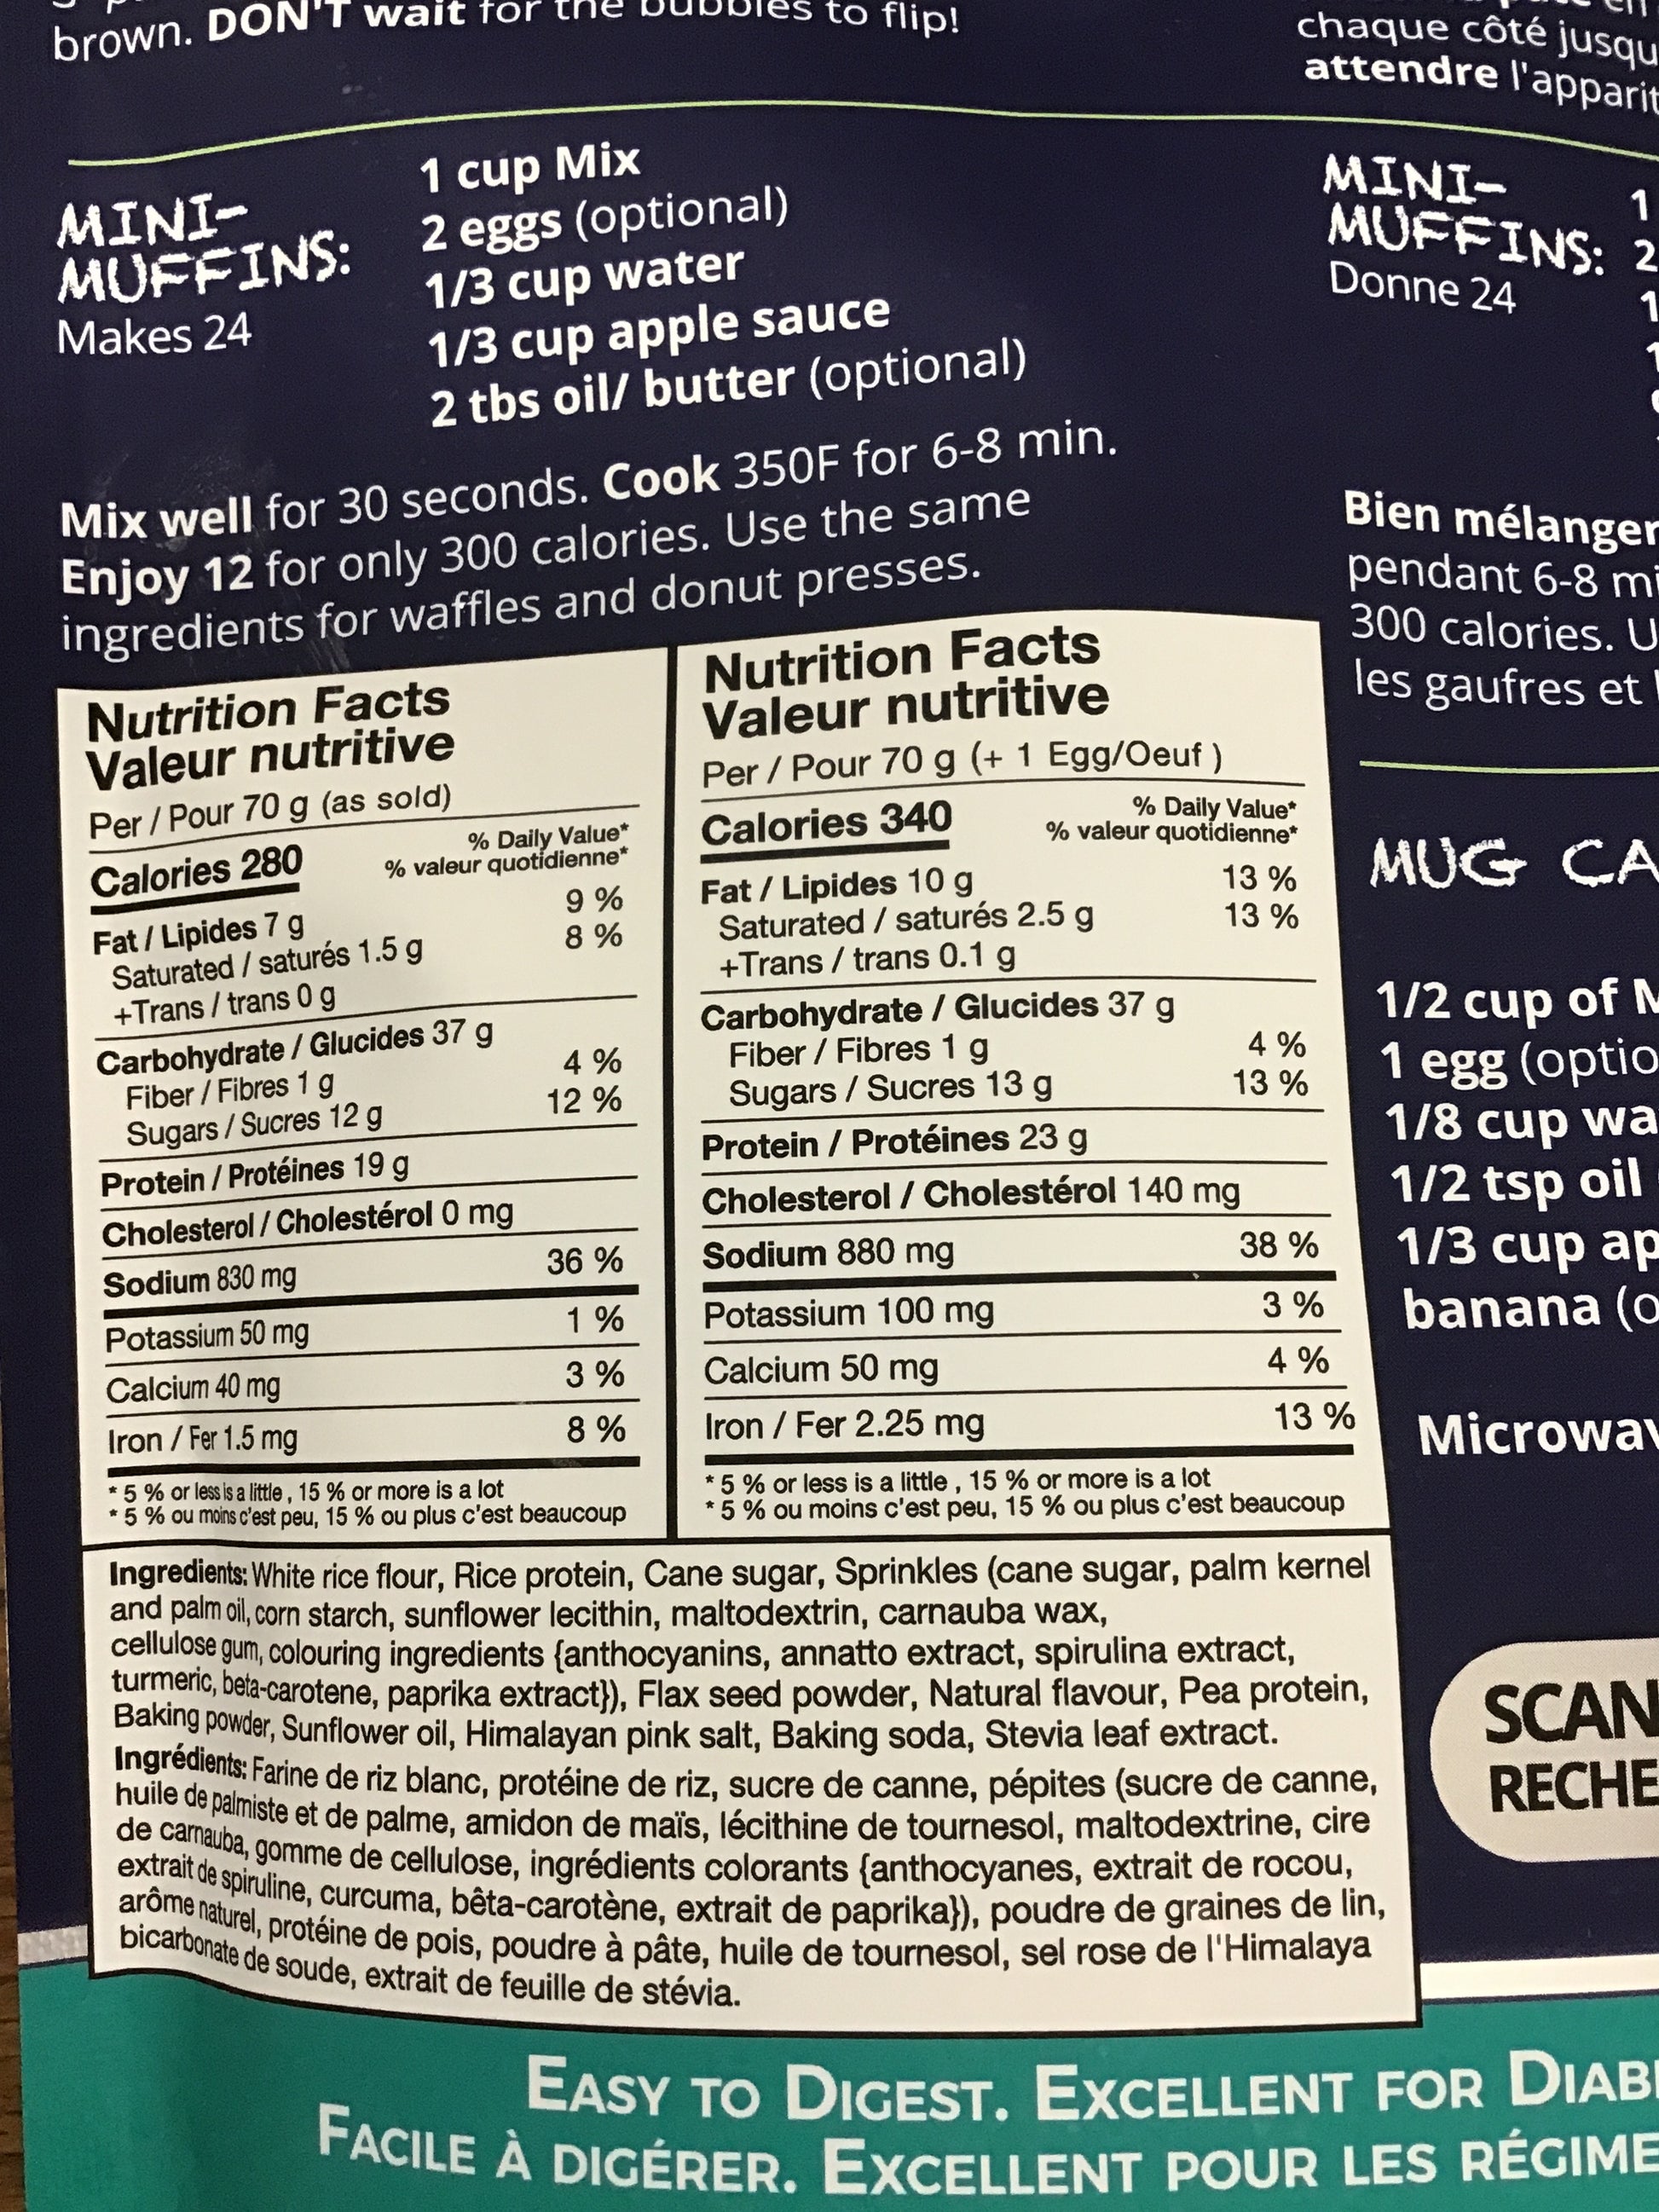 brown. DON'T wait for the bubbles to flip!
MINI-
MUFFINS:
Makes 24
1 cup Mix
2 eggs (optional)
1/3 cup water
1/3 cup apple sauce
2 tbs oil/ butter (optional)
Mix well for 30 seconds. Cook 350F for 6-8 min.
Enjoy 12 for only 300 calories. Use the same
ingredients for waffles and donut presses.
Nutrition Facts
Valeur nutritive
Per / Pour 70 g (as sold)
Calories 280
% Daily Value*
% valeur quotidienne*
Fat / Lipides 7 g 9 %
Saturated / saturés 1.5 g 8 %
+Trans / trans 0 g
Carbohydrate / Glucides 37 g
Fiber / Fibres 1 g 4 %
Sugars / Sucres 12 g 12 %
Protein / Protéines 19 g
Cholesterol / Cholestérol 0 mg
Sodium 830 mg 36 %
Potassium 50 mg 1 %
Calcium 40 mg 3 %
Iron / Fer 1.5 mg 8 %
* 5 % or less is a little , 15 % or more is a lot
* 5 % ou moins c'est peu, 15 % ou plus c'est beaucoup
Nutrition Facts
Valeur nutritive
Per / Pour 70 g (+ 1 Egg/Oeuf )
Calories 340
% Daily Value*
% valeur quotidienne*
Fat / Lipides 10 g 13 %
Saturated / saturés 2.5 g 13 %
+Trans / trans 0.1 g
Carbohydrate / Glucides 37 g
Fiber / Fibres 1 g 4 %
Sugars / Sucres 13 g 13 %
Protein / Protéines 23 g
Cholesterol / Cholestérol 140 mg
Sodium 880 mg 38 %
Potassium 100 mg 3 %
Calcium 50 mg 4 %
Iron / Fer 2.25 mg 13 %
* 5 % or less is a little , 15 % or more is a lot
* 5 % ou moins c'est peu, 15 % ou plus c'est beaucoup
Ingredients: White rice flour, Rice protein, Cane sugar, Sprinkles (cane sugar, palm kernel
and palm oil, corn starch, sunflower lecithin, maltodextrin, carnauba wax,
cellulose gum, colouring ingredients {anthocyanins, annatto extract, spirulina extract,
turmeric, beta-carotene, paprika extract}), Flax seed powder, Natural flavour, Pea protein,
Baking powder, Sunflower oil, Himalayan pink salt, Baking soda, Stevia leaf extract.
Ingrédients: Farine de riz blanc, protéine de riz, sucre de canne, pépites (sucre de canne,
huile de palmiste et de palme, amidon de maïs, lécithine de tournesol, maltodextrine, cire
de carnauba, gomme de cellulose, ingrédients colorants {anthocyanes, extrait de rocou,
extrait de spiruline, curcuma, bêta-carotène, extrait de paprika}), poudre de graines de lin,
arôme naturel, protéine de pois, poudre à pâte, huile de tournesol, sel rose de l'Himalaya
bicarbonate de soude, extrait de feuille de stévia.
EASY TO DIGEST. EXCELLENT FOR DIAB
FACILE À DIGÉRER. EXCELLENT POUR LES RÉGIME
chaque côté jusqu
attendre l'apparit
MINI-
MUFFINS:
Donne 24
1
2
1
Bien mélanger
pendant 6-8 mi
300 calories. U
les gaufres et
MUG CA
1/2 cup of M
1 egg (optio
1/8 cup wa
1/2 tsp oil
1/3 cup ap
banana (o
Microwav
SCAN
RECHE